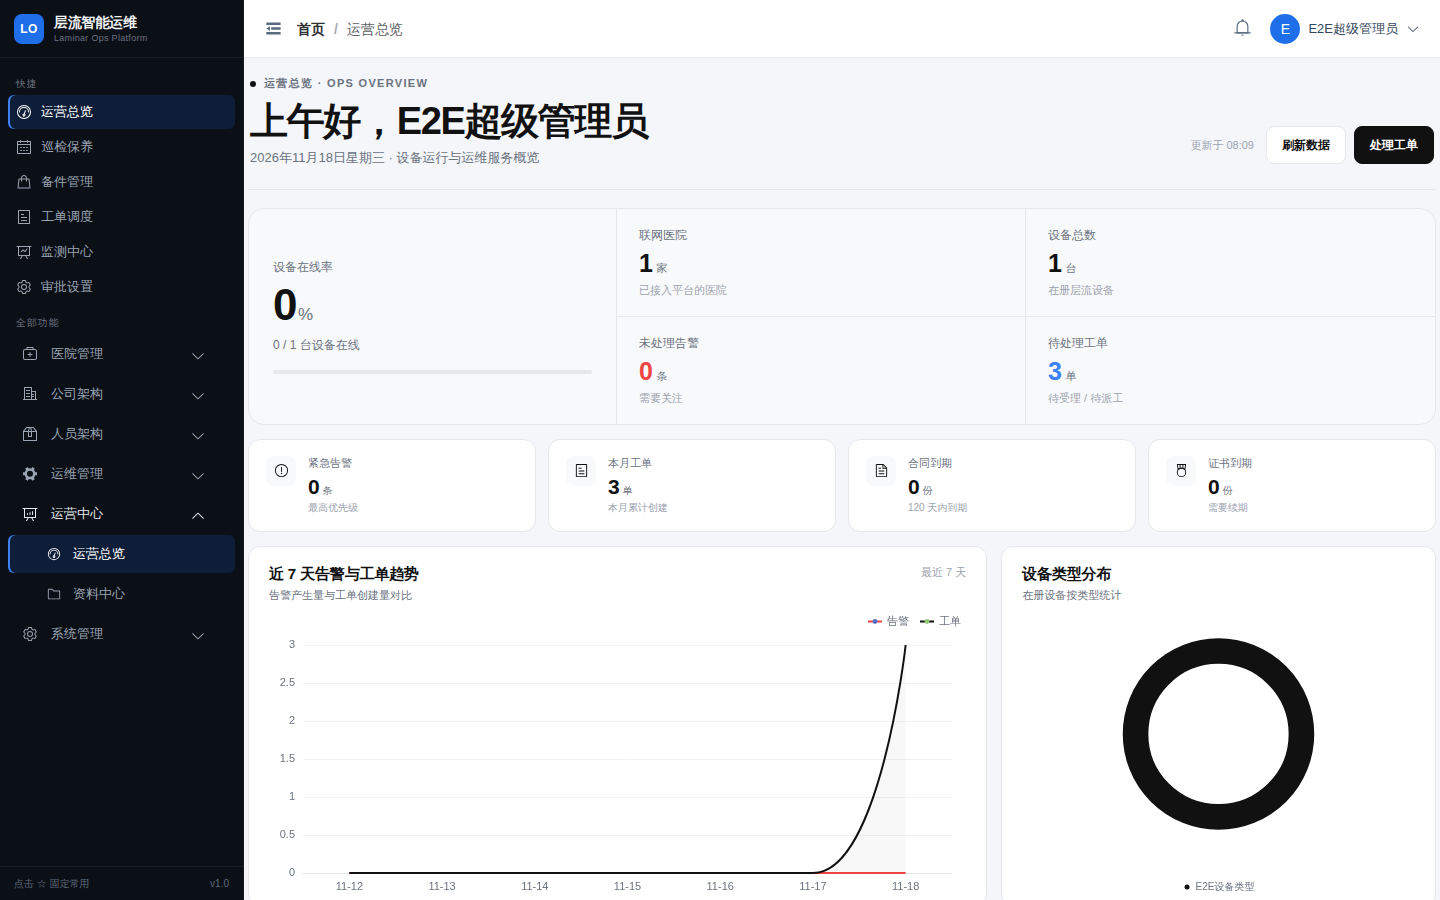 LO
层流智能运维
Laminar Ops Platform
快捷
运营总览
巡检保养
备件管理
工单调度
监测中心
审批设置
全部功能
医院管理
公司架构
人员架构
运维管理
运营中心
运营总览
资料中心
系统管理
点击 ☆ 固定常用 v1.0
首页 / 运营总览
E E2E超级管理员
运营总览 · OPS OVERVIEW
上午好，E2E超级管理员
2026年11月18日星期三 · 设备运行与运维服务概览
更新于 08:09 刷新数据 处理工单
设备在线率
0%
0 / 1 台设备在线
联网医院
1 家
已接入平台的医院
设备总数
1 台
在册层流设备
未处理告警
0 条
需要关注
待处理工单
3 单
待受理 / 待派工
紧急告警
0 条
最高优先级
本月工单
3 单
本月累计创建
合同到期
0 份
120 天内到期
证书到期
0 份
需要续期
近 7 天告警与工单趋势
最近 7 天
告警产生量与工单创建量对比
告警 工单
3
2.5
2
1.5
1
0.5
0
11-12 11-13 11-14 11-15 11-16 11-17 11-18
设备类型分布
在册设备按类型统计
E2E设备类型